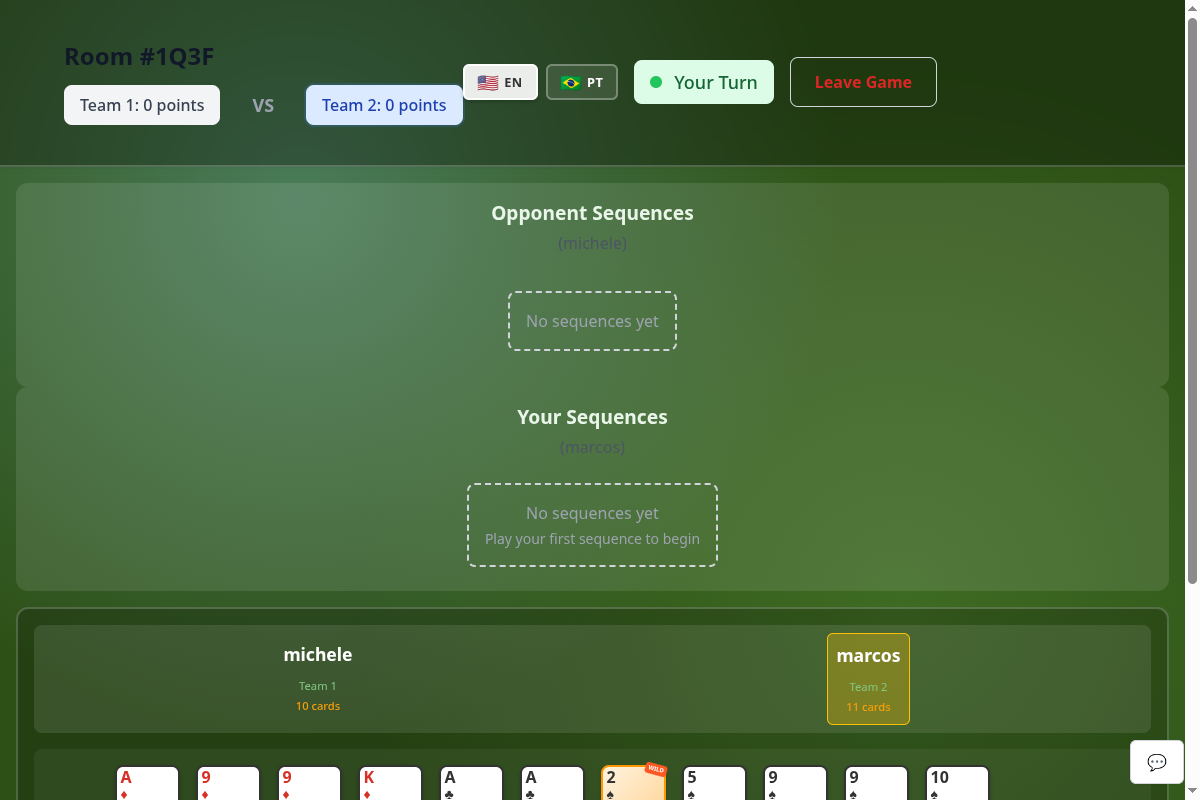 Room #1Q3F
Team 1: 0 points
VS
Team 2: 0 points
EN
PT
Your Turn
Leave Game
Opponent Sequences
(michele)
No sequences yet
Your Sequences
(marcos)
No sequences yet
Play your first sequence to begin
michele
Team 1
10 cards
marcos
Team 2
11 cards
A♦
9♦
9♦
K♦
A♣
A♣
2♠
WILD
5♠
9♠
9♠
10♠